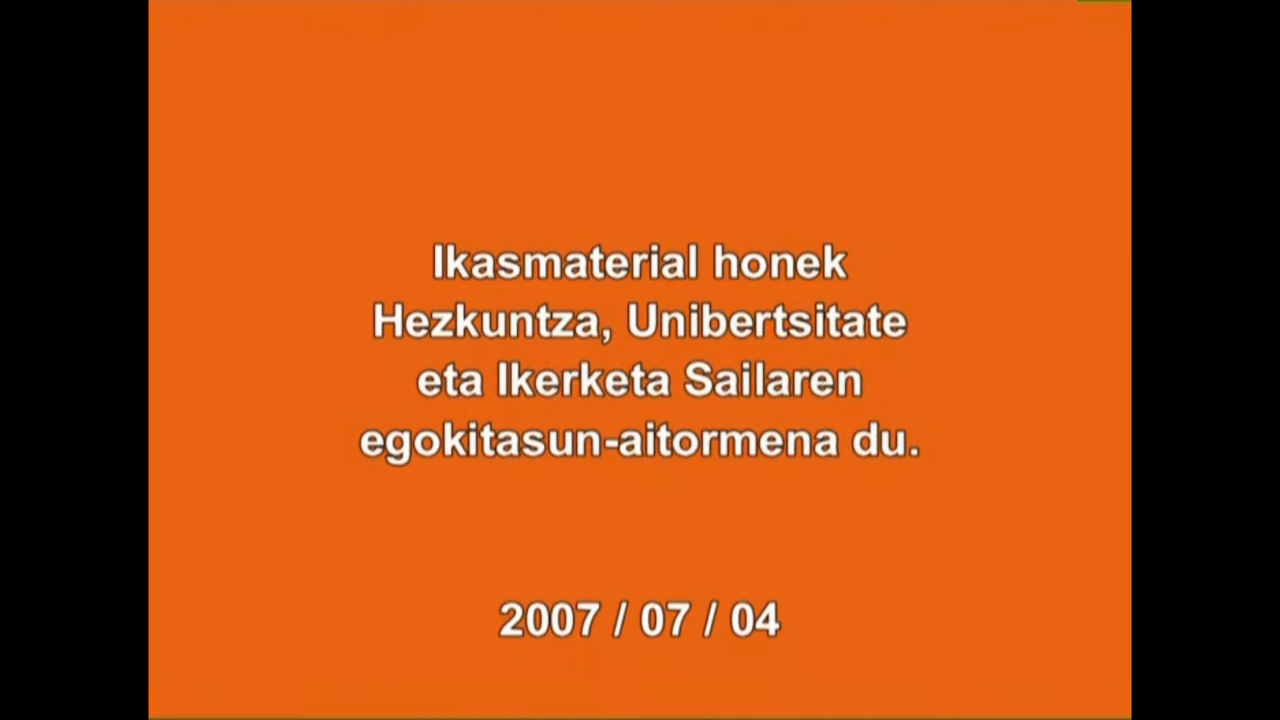 Ikasmaterial honek
Hezkuntza, Unibertsitate
eta Ikerketa Sailaren
egokitasun-aitormena du.
2007 / 07 / 04